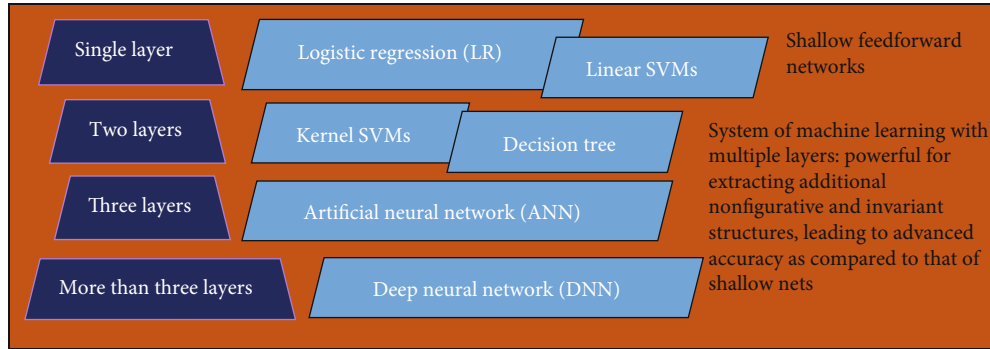 Single layer
Logistic regression (LR)
Linear SVMs
Shallow feedforward
networks
Two layers
Kernel SVMs
Decision tree
Three layers
Artificial neural network (ANN)
More than three layers
Deep neural network (DNN)
System of machine learning with
multiple layers: powerful for
extracting additional
nonfigurative and invariant
structures, leading to advanced
accuracy as compared to that of
shallow nets